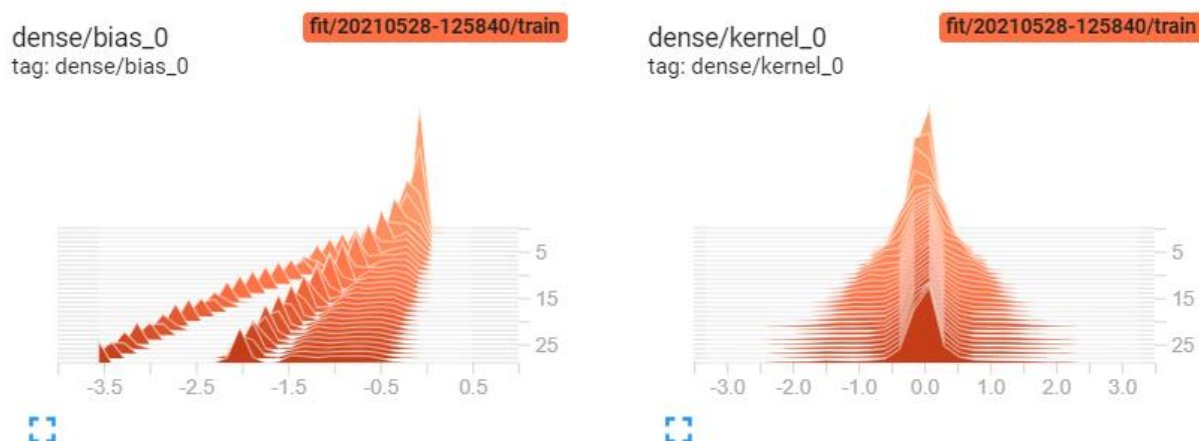 dense/bias_0
fit/20210528-125840/train
tag: dense/bias_0
5
15
25
-3.5 -2.5 -1.5 -0.5 0.5
dense/kernel_0
fit/20210528-125840/train
tag: dense/kernel_0
5
15
25
-3.0 -2.0 -1.0 0.0 1.0 2.0 3.0